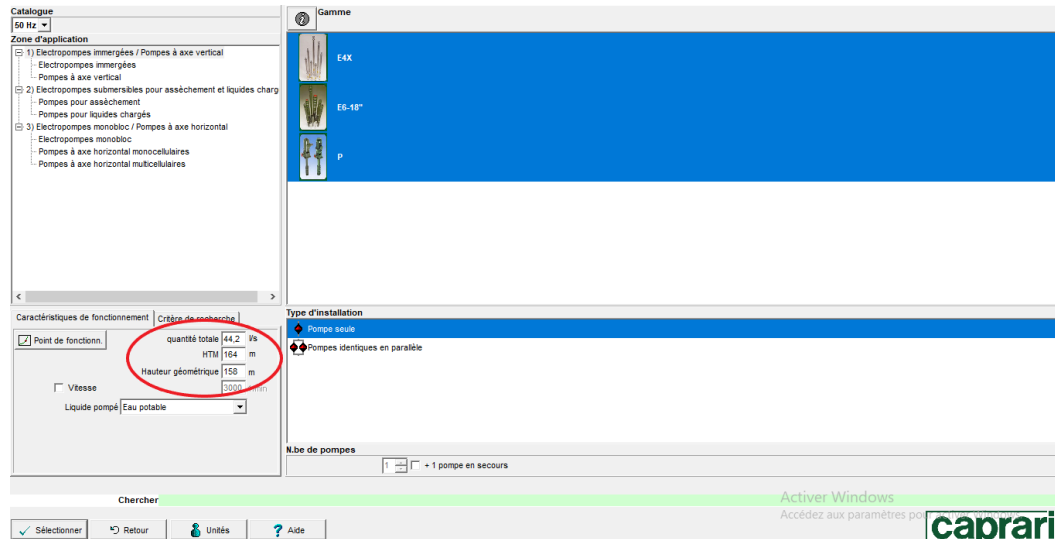 Catalogue
50 Hz
Zone d'application
1) Electropompes immergées / Pompes à axe vertical
Electropompes immergées
Pompes à axe vertical
2) Electropompes submersibles pour assèchement et liquides charg
Pompes pour assèchement
Pompes pour liquides chargés
3) Electropompes monobloc / Pompes à axe horizontal
Electropompes monobloc
Pompes à axe horizontal monocellulaires
Pompes à axe horizontal multicellulaires
Gamme
E4X
E6-18"
P
Caractéristiques de fonctionnement
Critère de recherche
Point de fonctionn.
quantité totale 44,2 l/s
HTM 164 m
Hauteur géométrique 158 m
Vitesse 3000
Liquide pompé Eau potable
Type d'installation
Pompe seule
Pompes identiques en parallèle
N.be de pompes
1 + 1 pompe en secours
Chercher
Activer Windows
Accédez aux paramètres pour activer Windows.
Sélectionner
Retour
Unités
? Aide
caprari